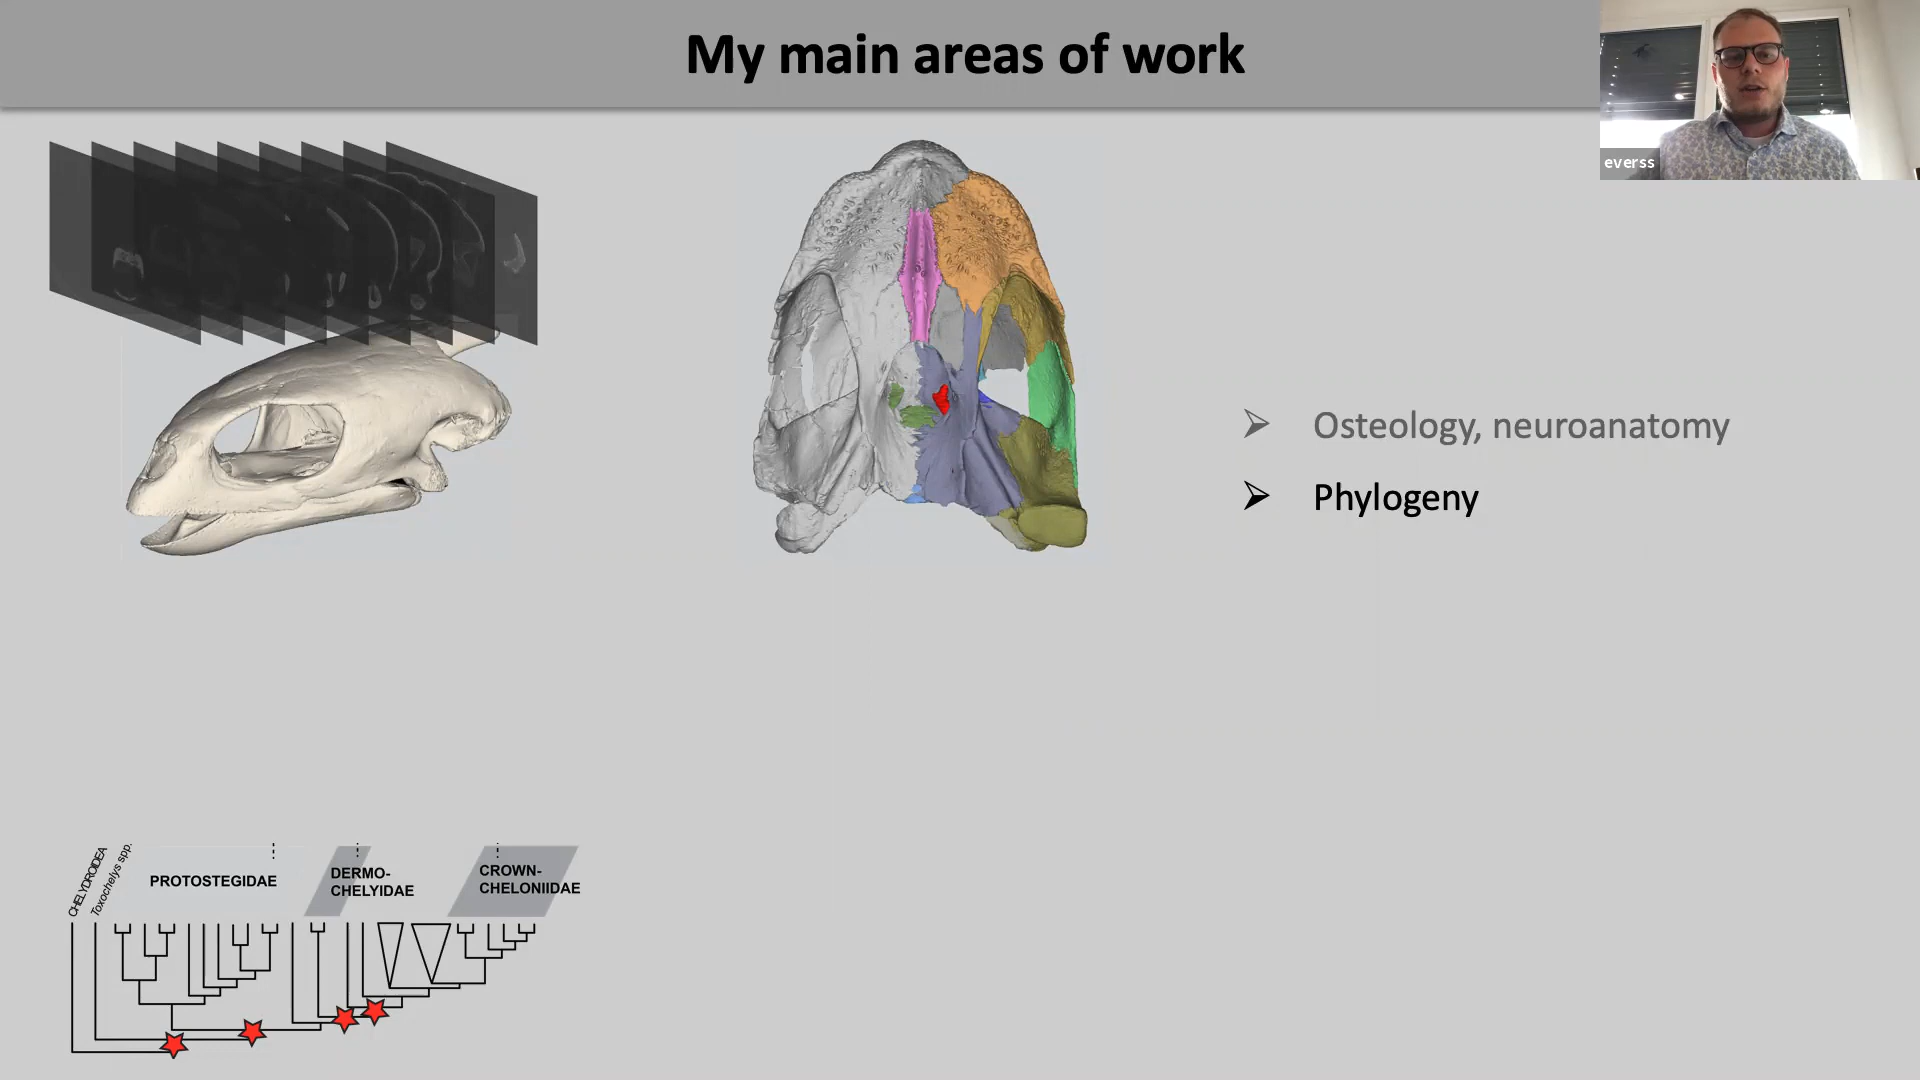 My main areas of work
everss
Osteology, neuroanatomy
Phylogeny
CHELYDROIDEA
Toxochelys spp.
PROTOSTEGIDAE
DERMO-
CHELYIDAE
CROWN-
CHELONIIDAE